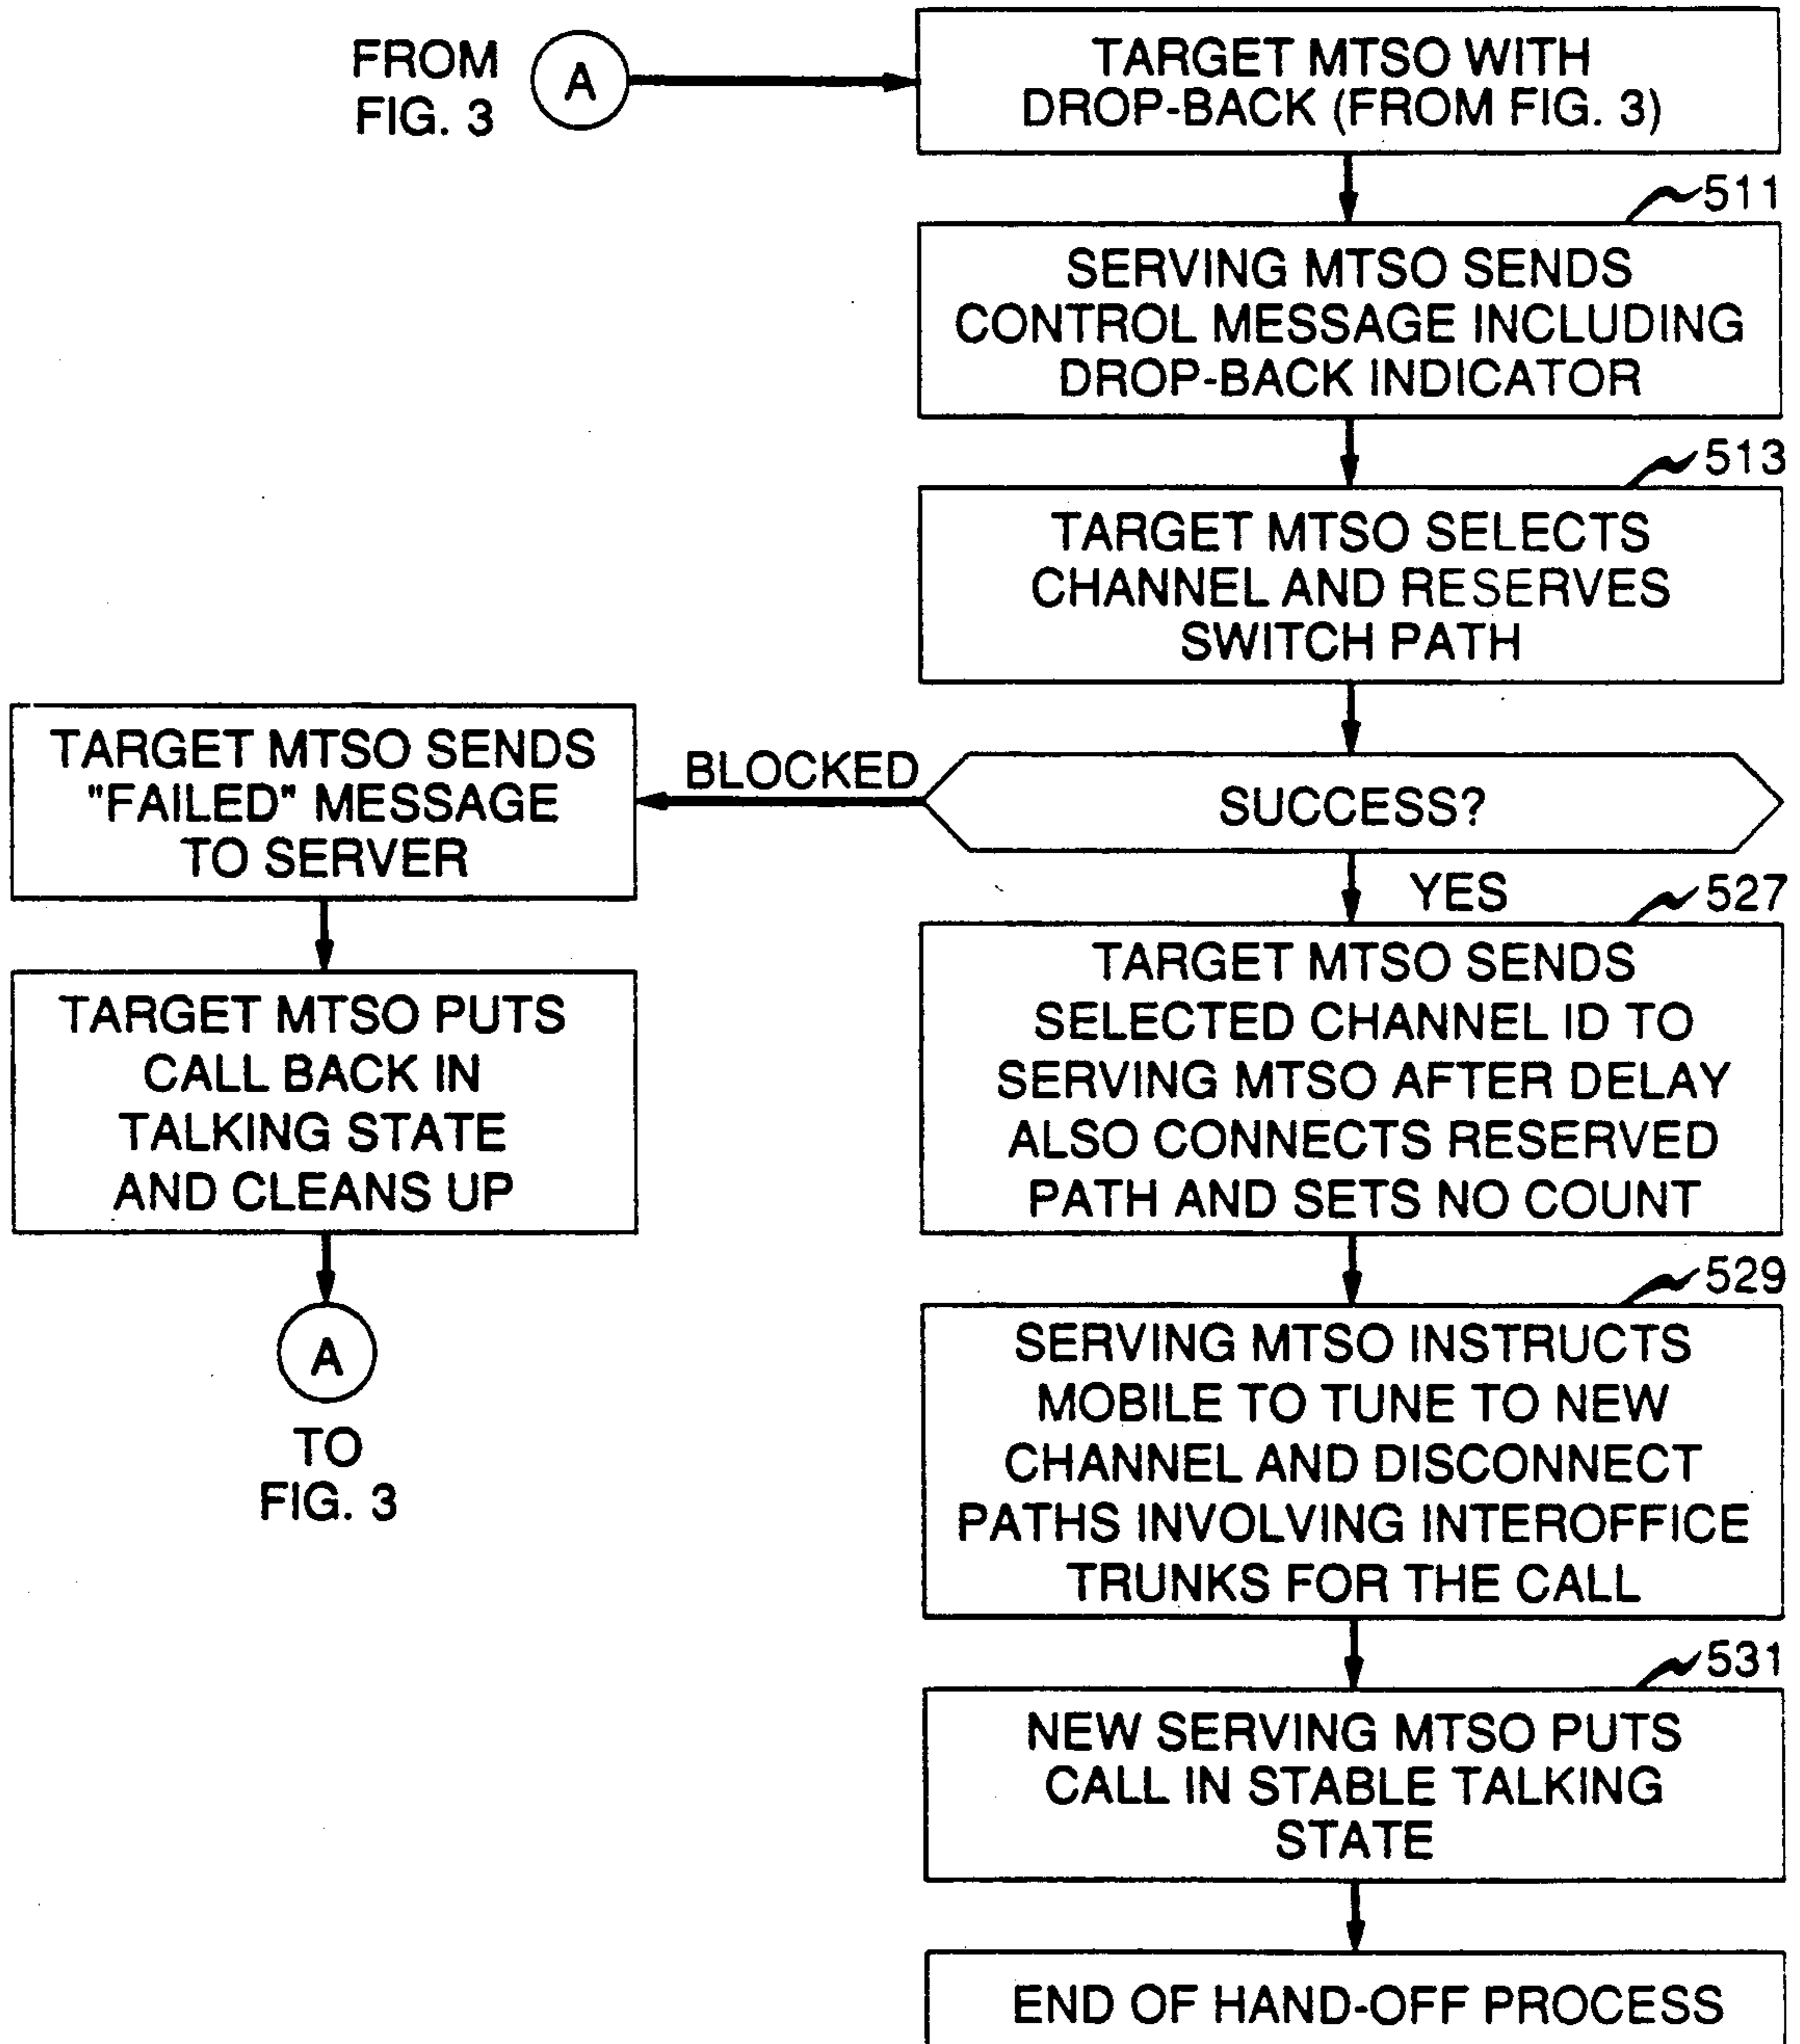 FROM
FIG. 3
A
TARGET MTSO WITH
DROP-BACK (FROM FIG. 3)
511
SERVING MTSO SENDS
CONTROL MESSAGE INCLUDING
DROP-BACK INDICATOR
513
TARGET MTSO SELECTS
CHANNEL AND RESERVES
SWITCH PATH
SUCCESS?
BLOCKED
TARGET MTSO SENDS
"FAILED" MESSAGE
TO SERVER
TARGET MTSO PUTS
CALL BACK IN
TALKING STATE
AND CLEANS UP
A
TO
FIG. 3
YES
527
TARGET MTSO SENDS
SELECTED CHANNEL ID TO
SERVING MTSO AFTER DELAY
ALSO CONNECTS RESERVED
PATH AND SETS NO COUNT
529
SERVING MTSO INSTRUCTS
MOBILE TO TUNE TO NEW
CHANNEL AND DISCONNECT
PATHS INVOLVING INTEROFFICE
TRUNKS FOR THE CALL
531
NEW SERVING MTSO PUTS
CALL IN STABLE TALKING
STATE
END OF HAND-OFF PROCESS